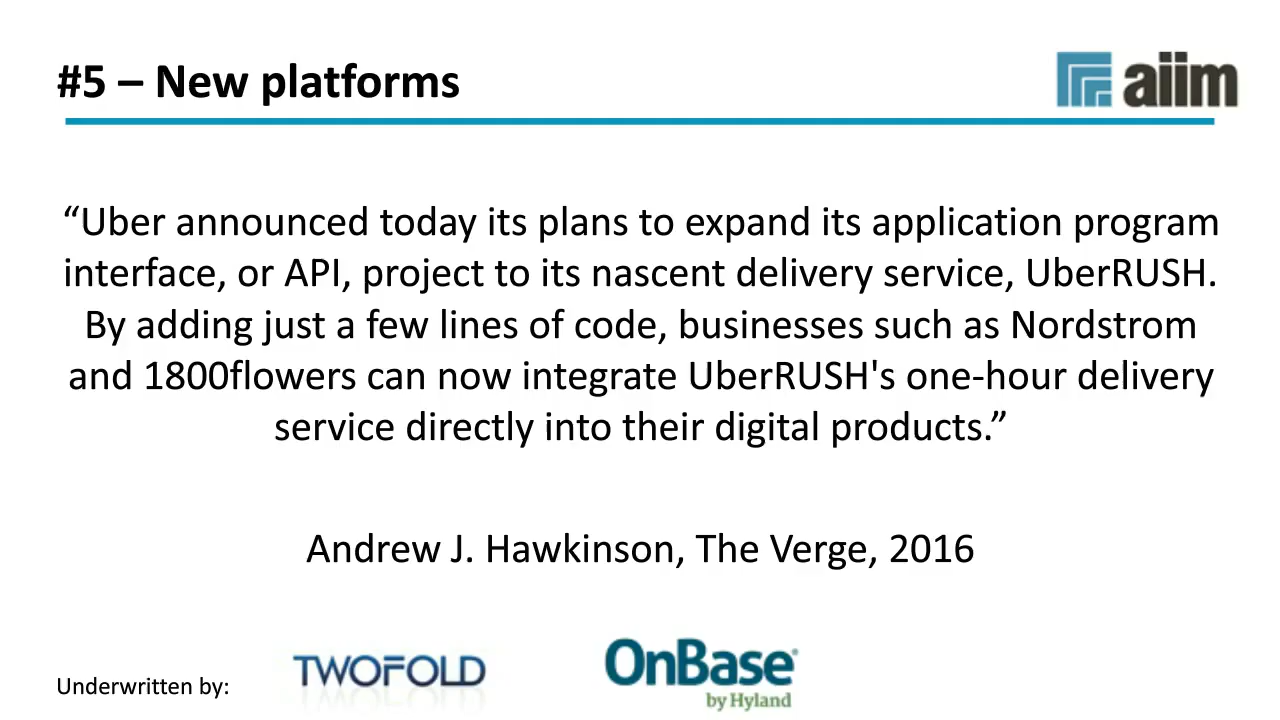 #5 – New platforms
aiim
“Uber announced today its plans to expand its application program
interface, or API, project to its nascent delivery service, UberRUSH.
By adding just a few lines of code, businesses such as Nordstrom
and 1800flowers can now integrate UberRUSH's one-hour delivery
service directly into their digital products.”
Andrew J. Hawkinson, The Verge, 2016
Underwritten by:
TWOFOLD
OnBase®
by Hyland